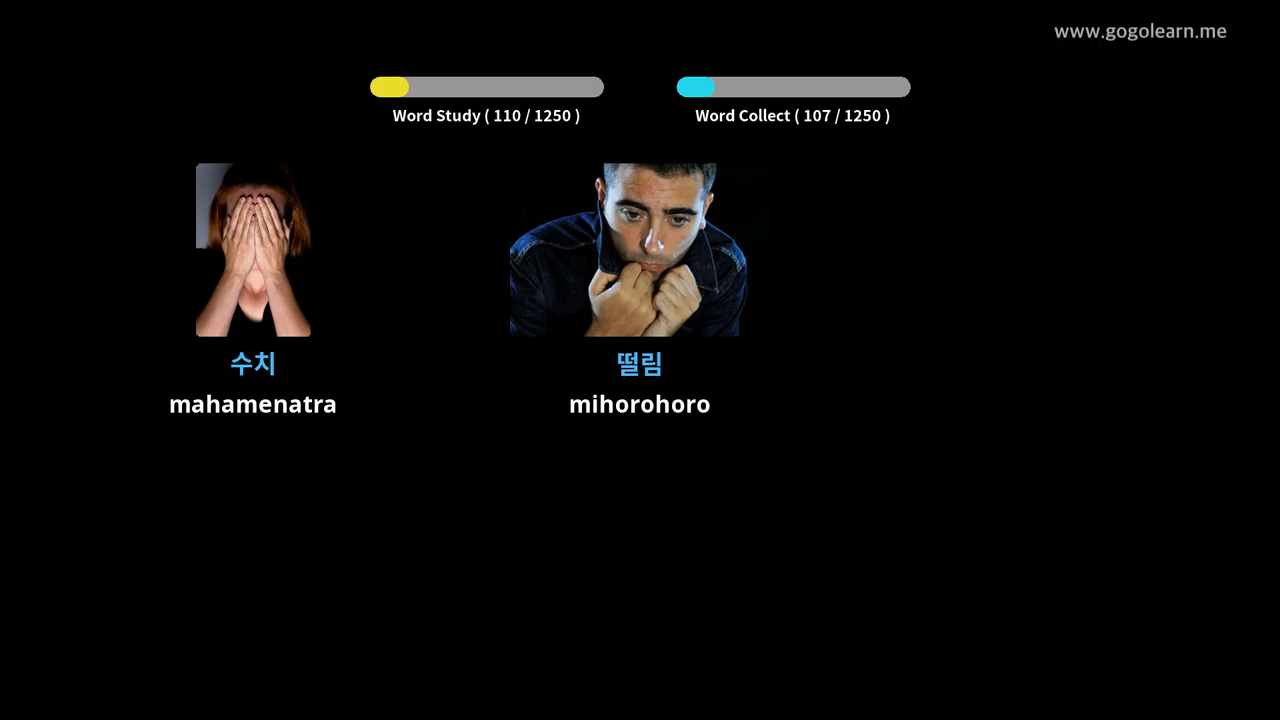 www.gogolearn.me
Word Study ( 110 / 1250 )
Word Collect ( 107 / 1250 )
수치
떨림
mahamenatra
mihorohoro